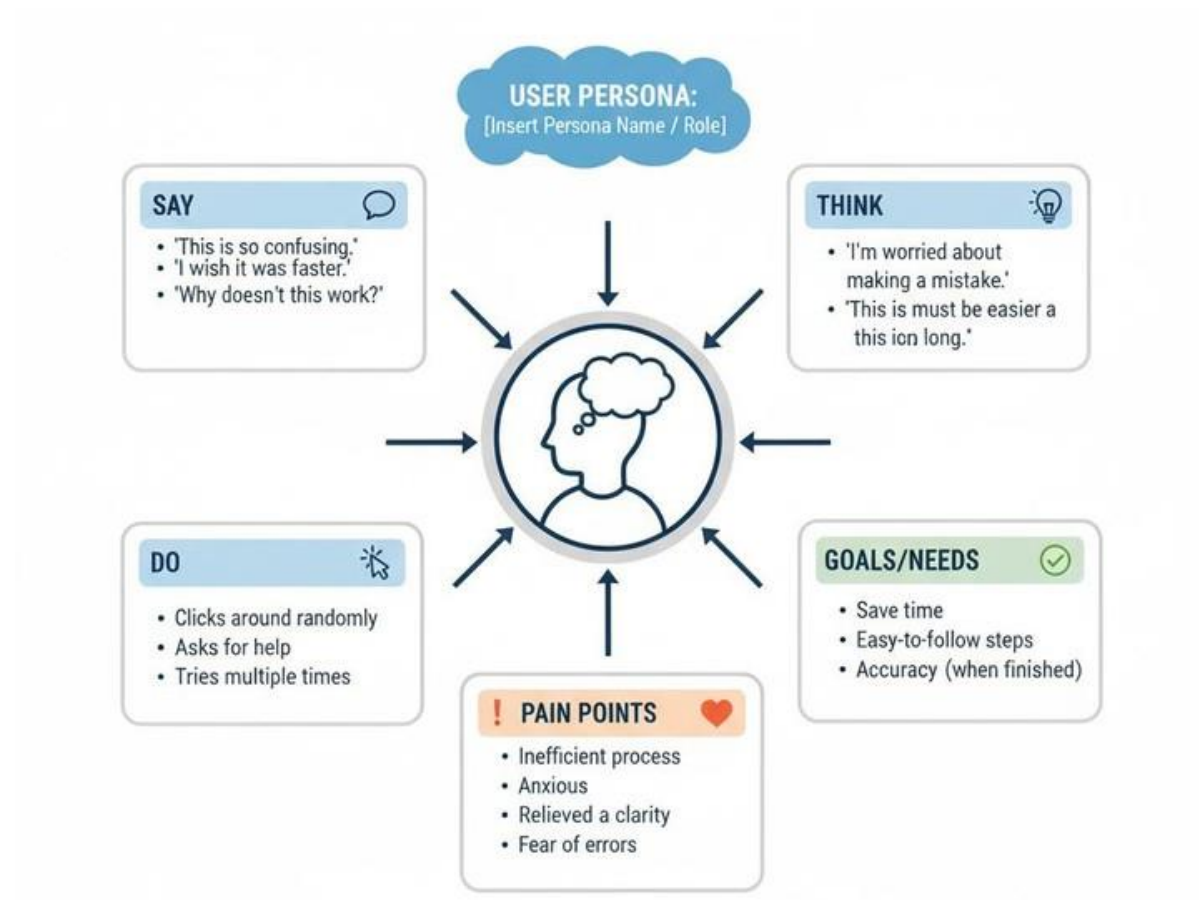 USER PERSONA:
[Insert Persona Name / Role]
SAY
• 'This is so confusing.'
• 'I wish it was faster.'
• 'Why doesn't this work?'
THINK
• 'I'm worried about
making a mistake.'
• 'This is must be easier a
this ion long.'
DO
• Clicks around randomly
• Asks for help
• Tries multiple times
GOALS/NEEDS
• Save time
• Easy-to-follow steps
• Accuracy (when finished)
! PAIN POINTS
• Inefficient process
• Anxious
• Relieved a clarity
• Fear of errors